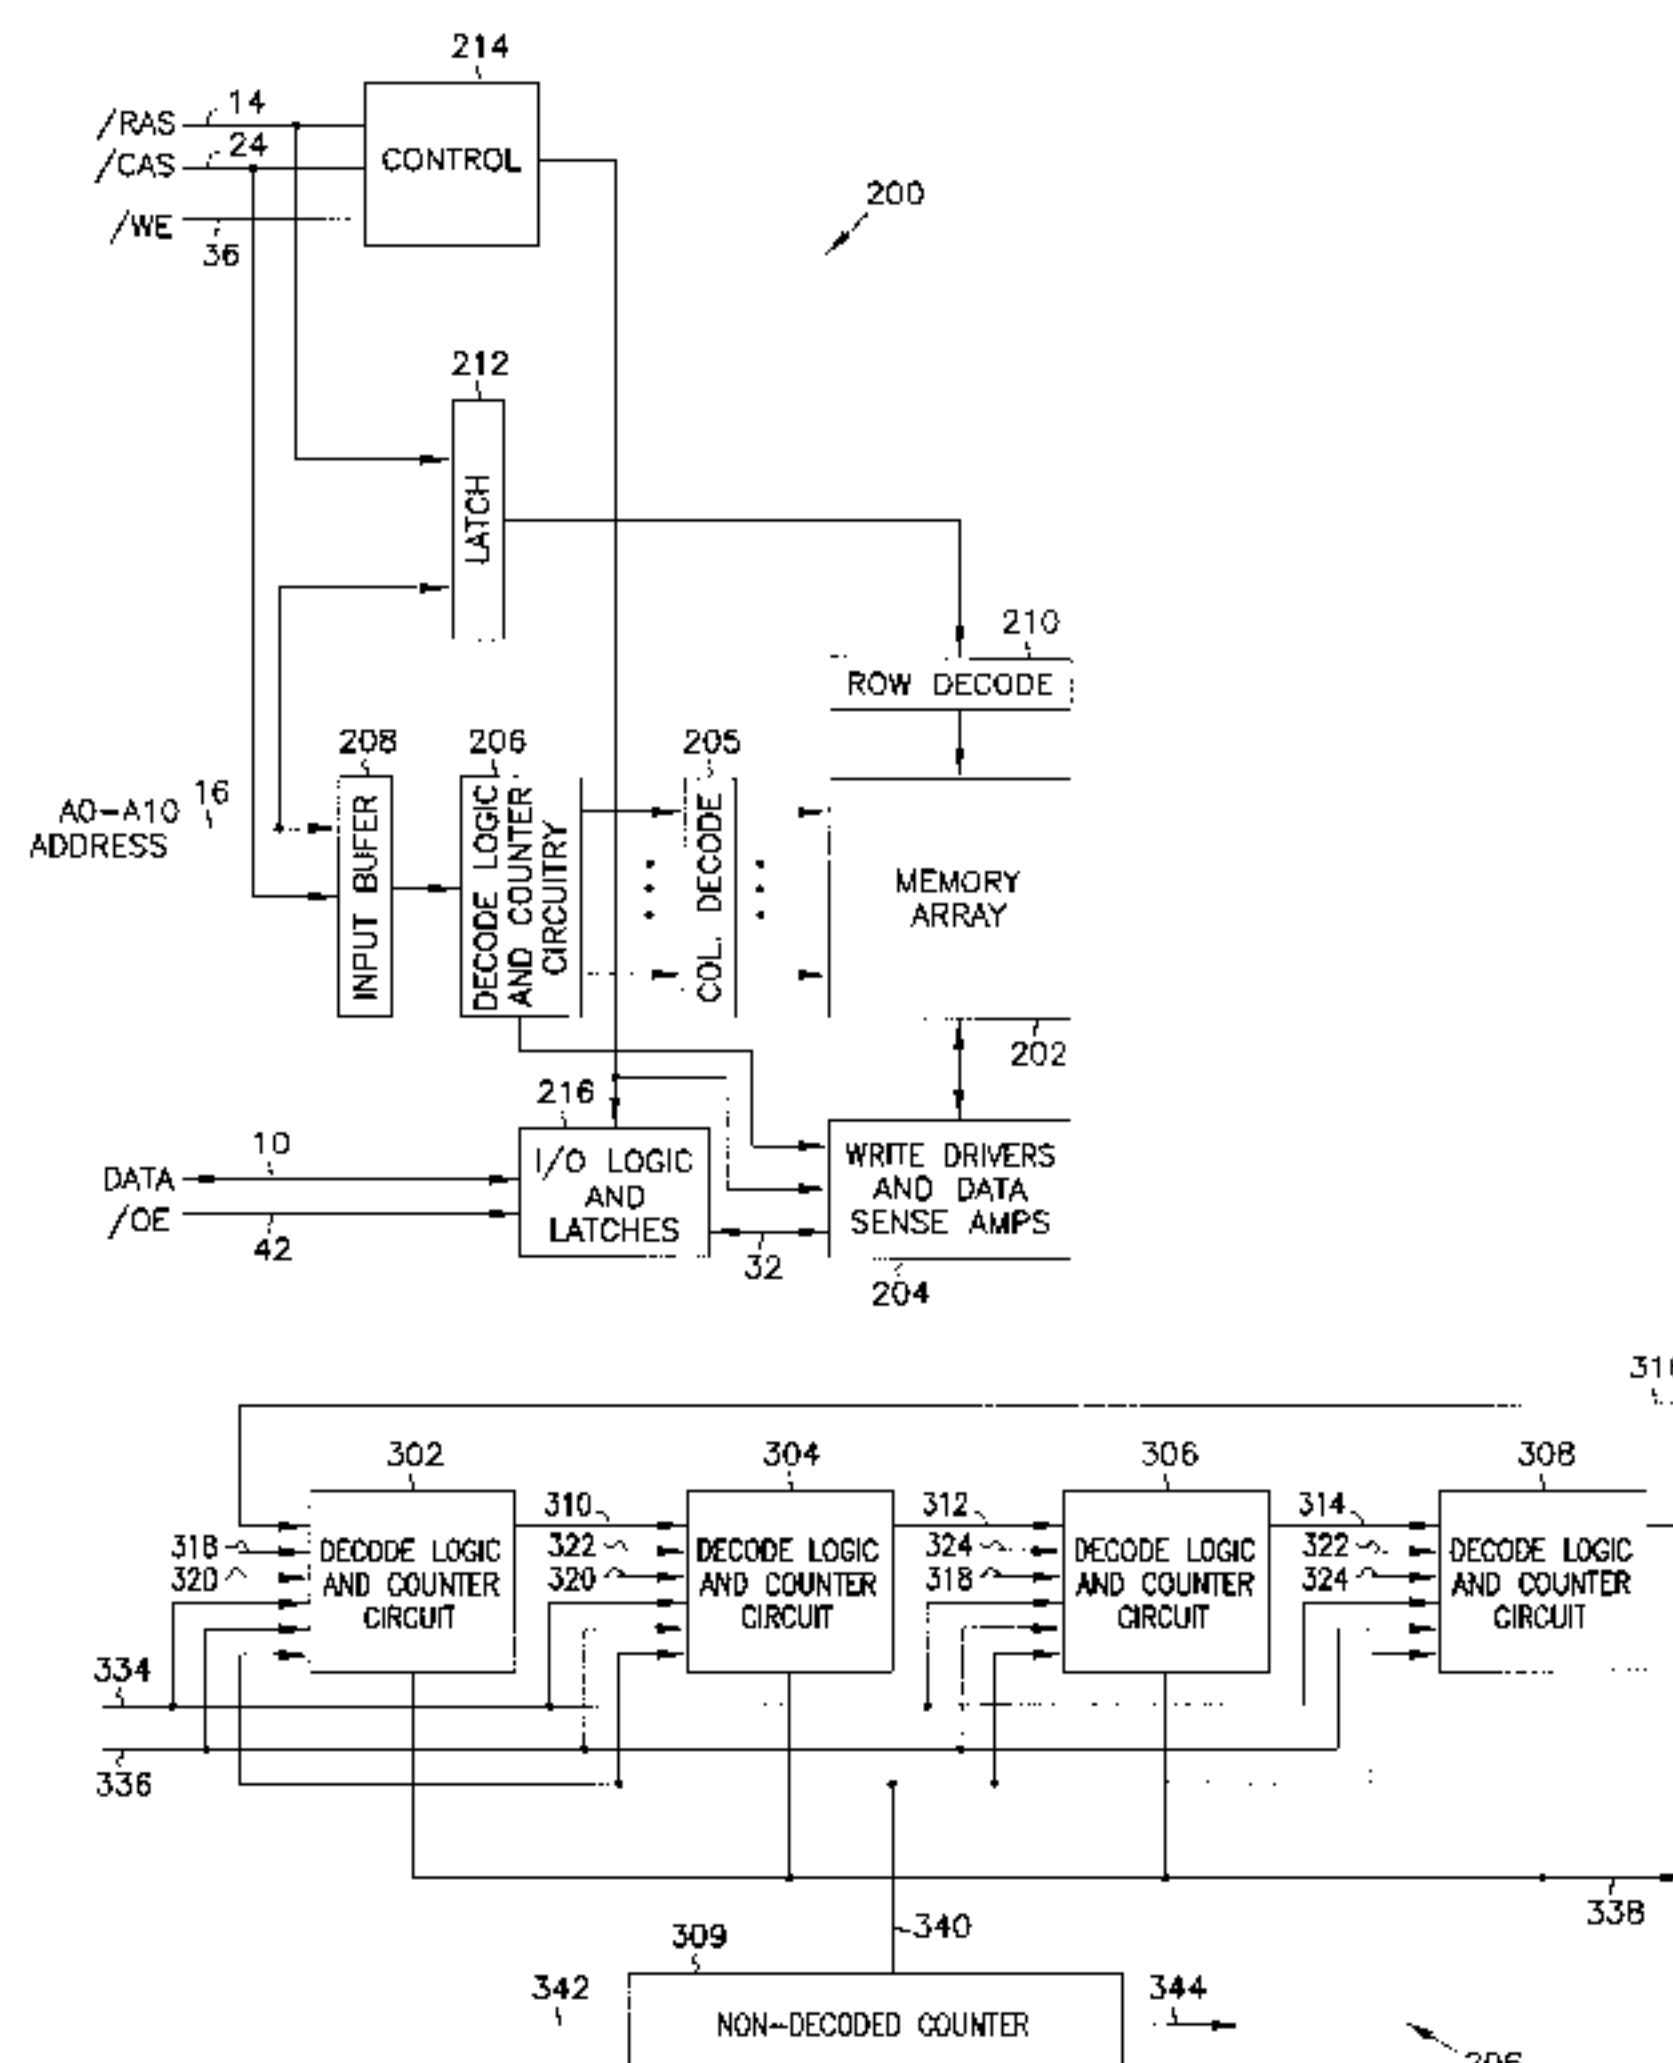 214
/RAS
14
/CAS
24
CONTROL
/WE
36
200
212
LATCH
210
ROW DECODE
208
206
205
A0-A10
ADDRESS
16
INPUT BUFFER
DECODE LOGIC
AND COUNTER
CIRCUITRY
COL. DECODE
MEMORY
ARRAY
202
216
DATA
10
/OE
42
I/O LOGIC
AND
LATCHES
32
WRITE DRIVERS
AND DATA
SENSE AMPS
204
302
304
306
308
318
320
DECODE LOGIC
AND COUNTER
CIRCUIT
310
322
320
DECODE LOGIC
AND COUNTER
CIRCUIT
312
324
318
DECODE LOGIC
AND COUNTER
CIRCUIT
314
322
324
DECODE LOGIC
AND COUNTER
CIRCUIT
334
336
338
340
309
342
NON-DECODED COUNTER
344